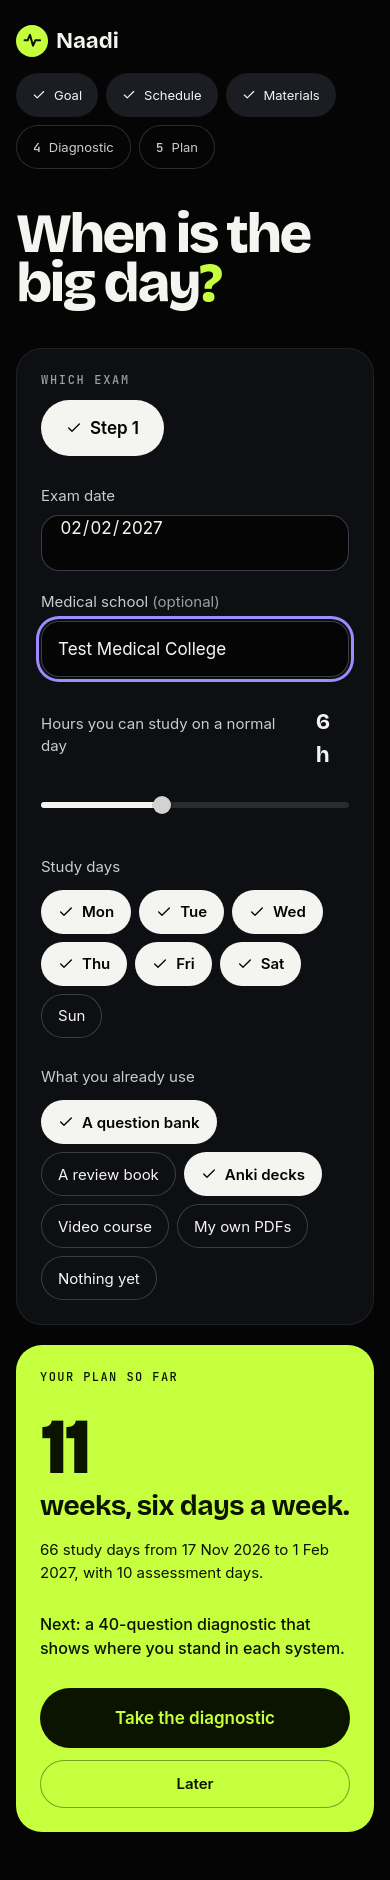 Naadi
Goal
Schedule
Materials
4 Diagnostic
5 Plan
When is the
big day?
WHICH EXAM
Step 1
Exam date
02/02/2027
Medical school (optional)
Test Medical College
Hours you can study on a normal
day
6
h
Study days
Mon
Tue
Wed
Thu
Fri
Sat
Sun
What you already use
A question bank
A review book
Anki decks
Video course
My own PDFs
Nothing yet
YOUR PLAN SO FAR
11
weeks, six days a week.
66 study days from 17 Nov 2026 to 1 Feb
2027, with 10 assessment days.
Next: a 40-question diagnostic that
shows where you stand in each system.
Take the diagnostic
Later